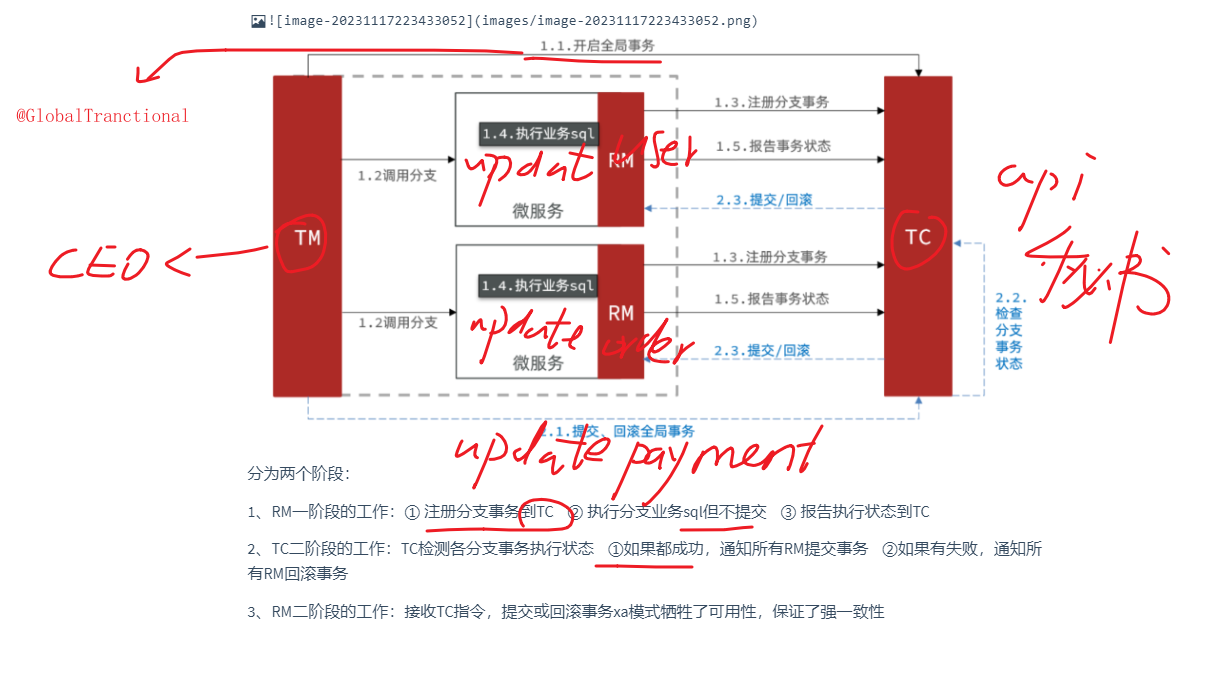 ![image-20231117223433052](images/image-20231117223433052.png)
1.1.开启全局事务
@GlobalTranctional
1.3.注册分支事务
1.4.执行业务sql
RM
updat user
1.5.报告事务状态
1.2调用分支
2.3.提交/回滚
微服务
api
TM
TC
CEO
1.3.注册分支事务
1.4.执行业务sql
1.5.报告事务状态
2.2.
检查
分支
事务
状态
RM
1.2调用分支
update order
2.3.提交/回滚
微服务
2.1.提交、回滚全局事务
update payment
分为两个阶段：
1、RM一阶段的工作：① 注册分支事务到TC ② 执行分支业务sql但不提交 ③ 报告执行状态到TC
2、TC二阶段的工作：TC检测各分支事务执行状态 ①如果都成功，通知所有RM提交事务 ②如果有失败，通知所
有RM回滚事务
3、RM二阶段的工作：接收TC指令，提交或回滚事务xa模式牺牲了可用性，保证了强一致性